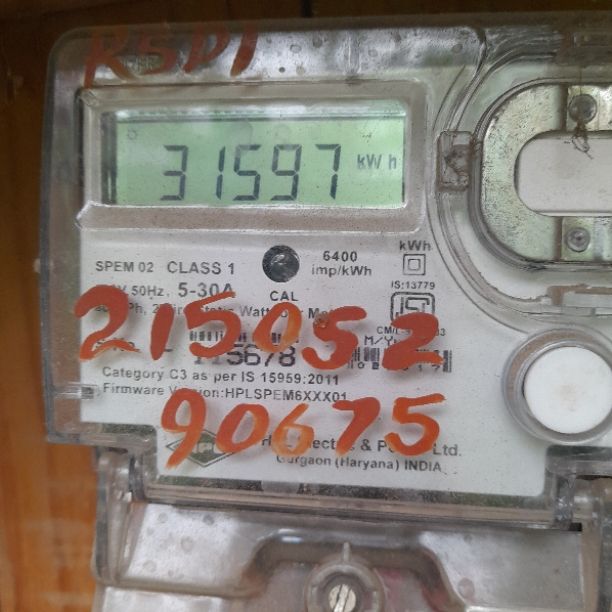 RSDI
31597 kWh
SPEM 02 CLASS 1
6400 imp/kWh
kWh
50Hz, 5-30A
CAL
IS:13779
215052
Category C3 as per IS 15959:2011
Firmware Version:HPLSPEM6XXX01
90675
Gurgaon (Haryana) INDIA